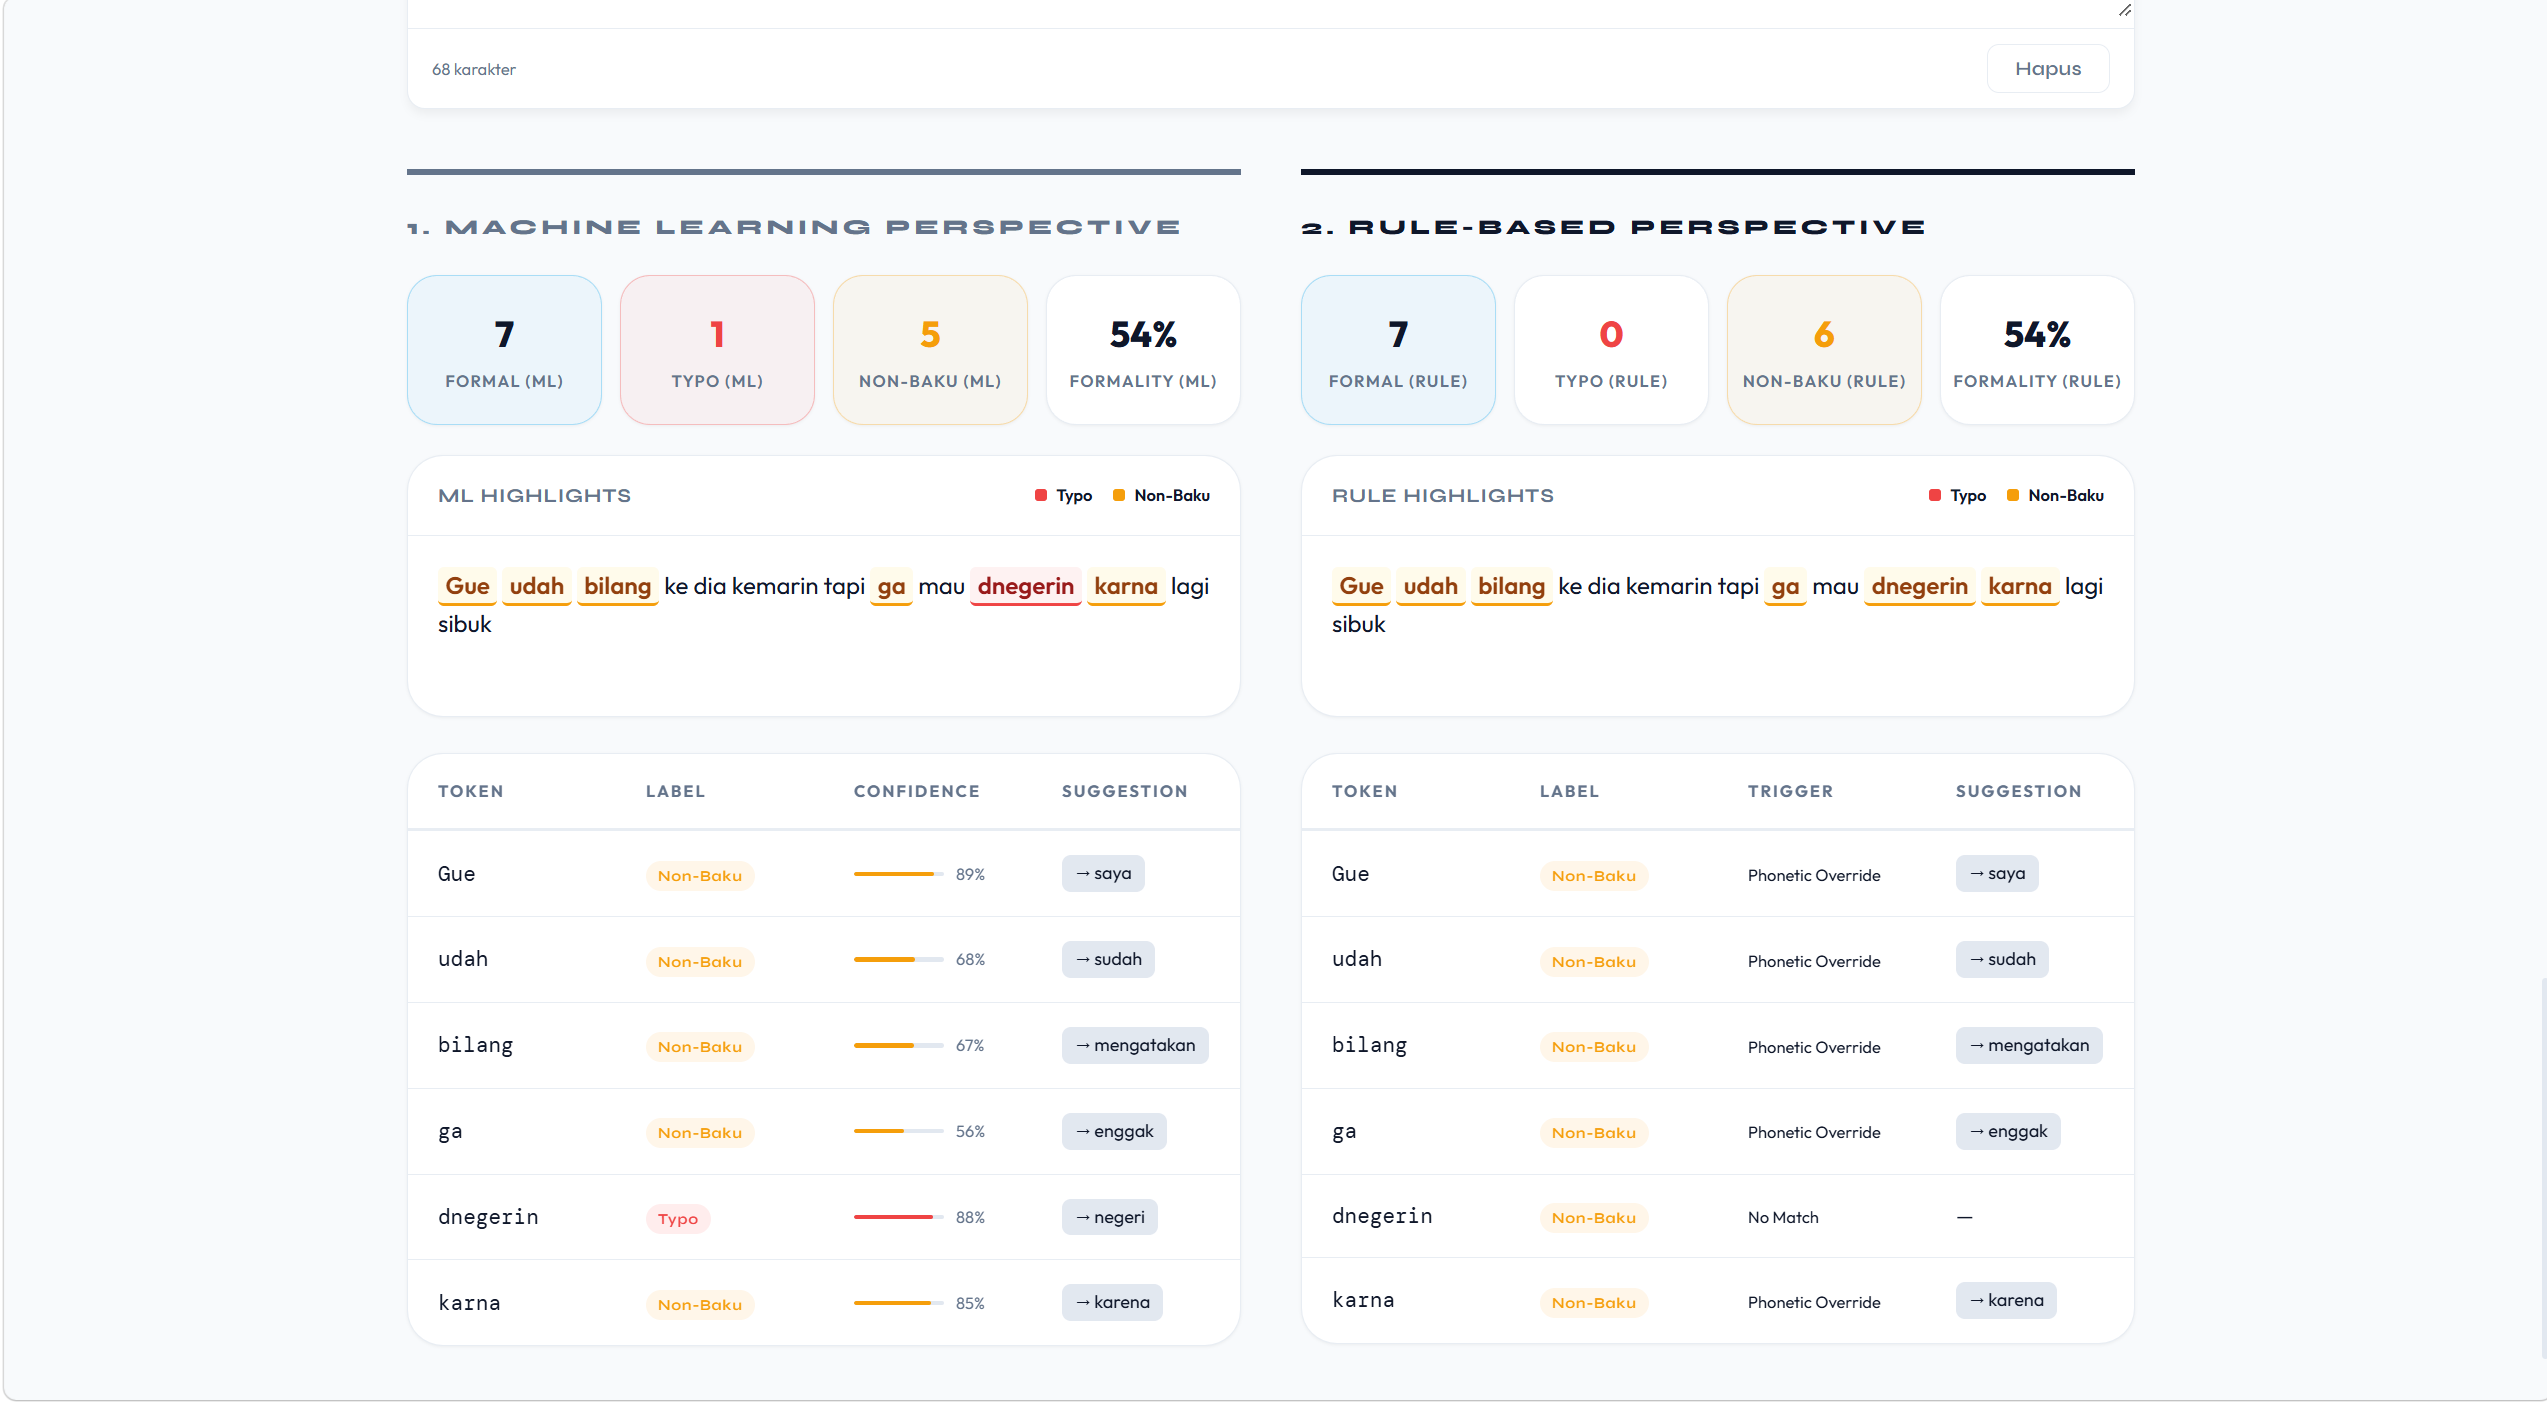 68 karakter
Hapus
1. MACHINE LEARNING PERSPECTIVE
7
FORMAL (ML)
1
TYPO (ML)
5
NON-BAKU (ML)
54%
FORMALITY (ML)
ML HIGHLIGHTS
Typo
Non-Baku
Gue udah bilang ke dia kemarin tapi ga mau dnegerin karna lagi
sibuk
TOKEN LABEL CONFIDENCE SUGGESTION
Gue Non-Baku 89% → saya
udah Non-Baku 68% → sudah
bilang Non-Baku 67% → mengatakan
ga Non-Baku 56% → enggak
dnegerin Typo 88% → negeri
karna Non-Baku 85% → karena
2. RULE-BASED PERSPECTIVE
7
FORMAL (RULE)
0
TYPO (RULE)
6
NON-BAKU (RULE)
54%
FORMALITY (RULE)
RULE HIGHLIGHTS
Typo
Non-Baku
Gue udah bilang ke dia kemarin tapi ga mau dnegerin karna lagi
sibuk
TOKEN LABEL TRIGGER SUGGESTION
Gue Non-Baku Phonetic Override → saya
udah Non-Baku Phonetic Override → sudah
bilang Non-Baku Phonetic Override → mengatakan
ga Non-Baku Phonetic Override → enggak
dnegerin Non-Baku No Match —
karna Non-Baku Phonetic Override → karena